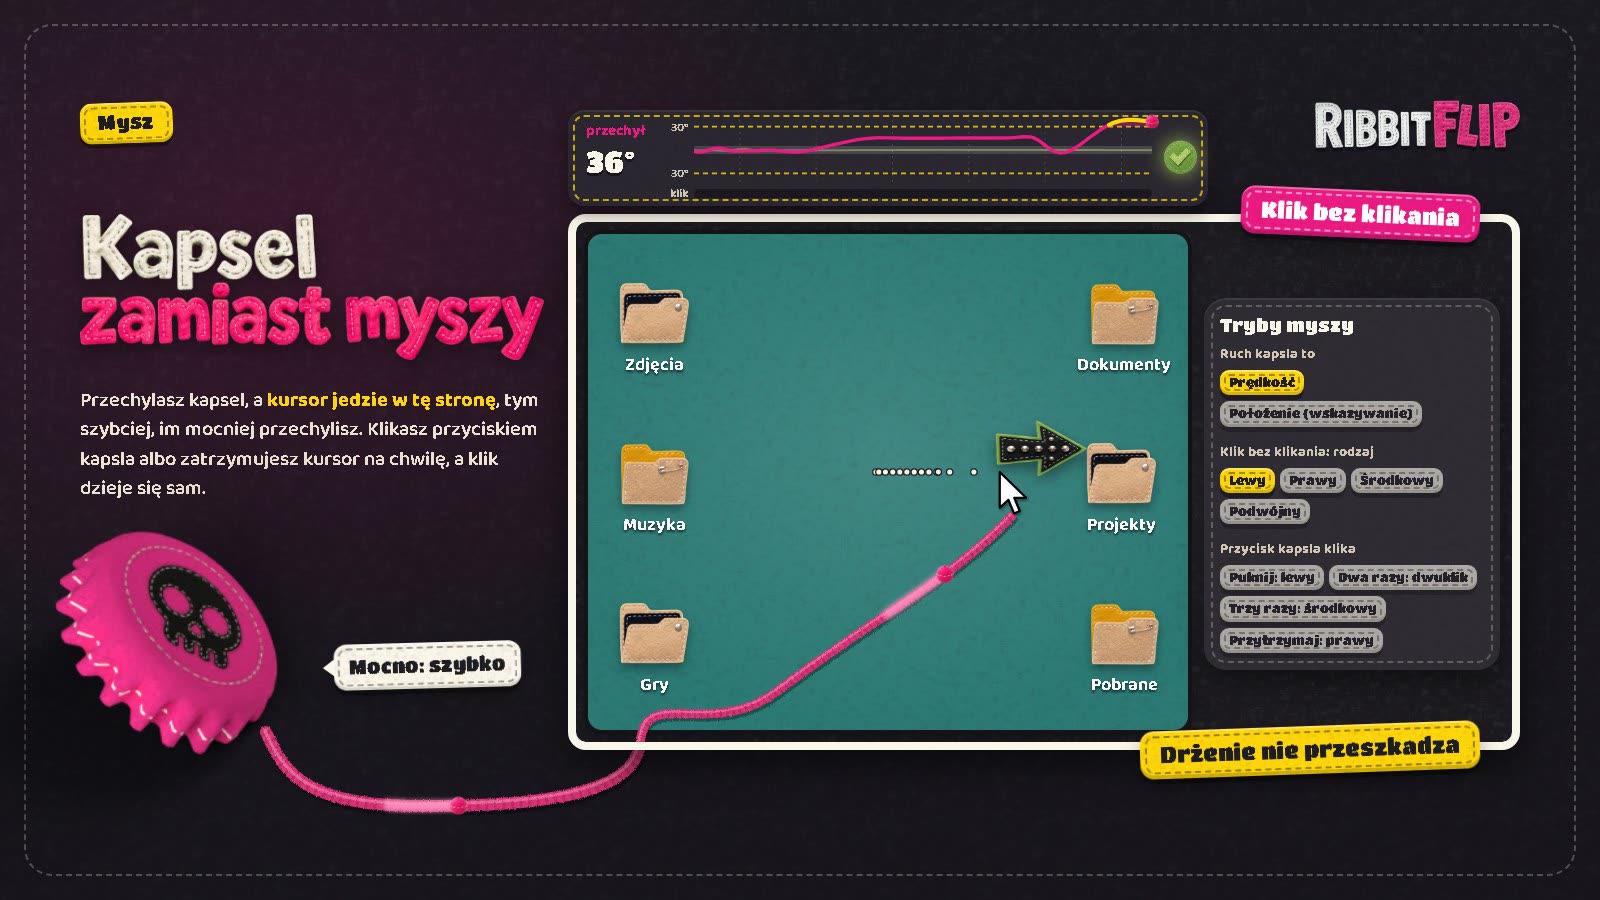 Mysz
RIBBITFLIP
Kapsel
zamiast myszy
Przechylasz kapsel, a kursor jedzie w tę stronę, tym
szybciej, im mocniej przechylisz. Klikasz przyciskiem
kapsla albo zatrzymujesz kursor na chwilę, a klik
dzieje się sam.
Mocno: szybko
przechył
36°
30°
30°
klik
Klik bez klikania
Zdjęcia
Dokumenty
Muzyka
Projekty
Gry
Pobrane
Tryby myszy
Ruch kapsla to
Prędkość
Położenie (wskazywanie)
Klik bez klikania: rodzaj
Lewy Prawy Środkowy
Podwójny
Przycisk kapsla klika
Puknij: lewy Dwa razy: dwuklik
Trzy razy: środkowy
Przytrzymaj: prawy
Drżenie nie przeszkadza